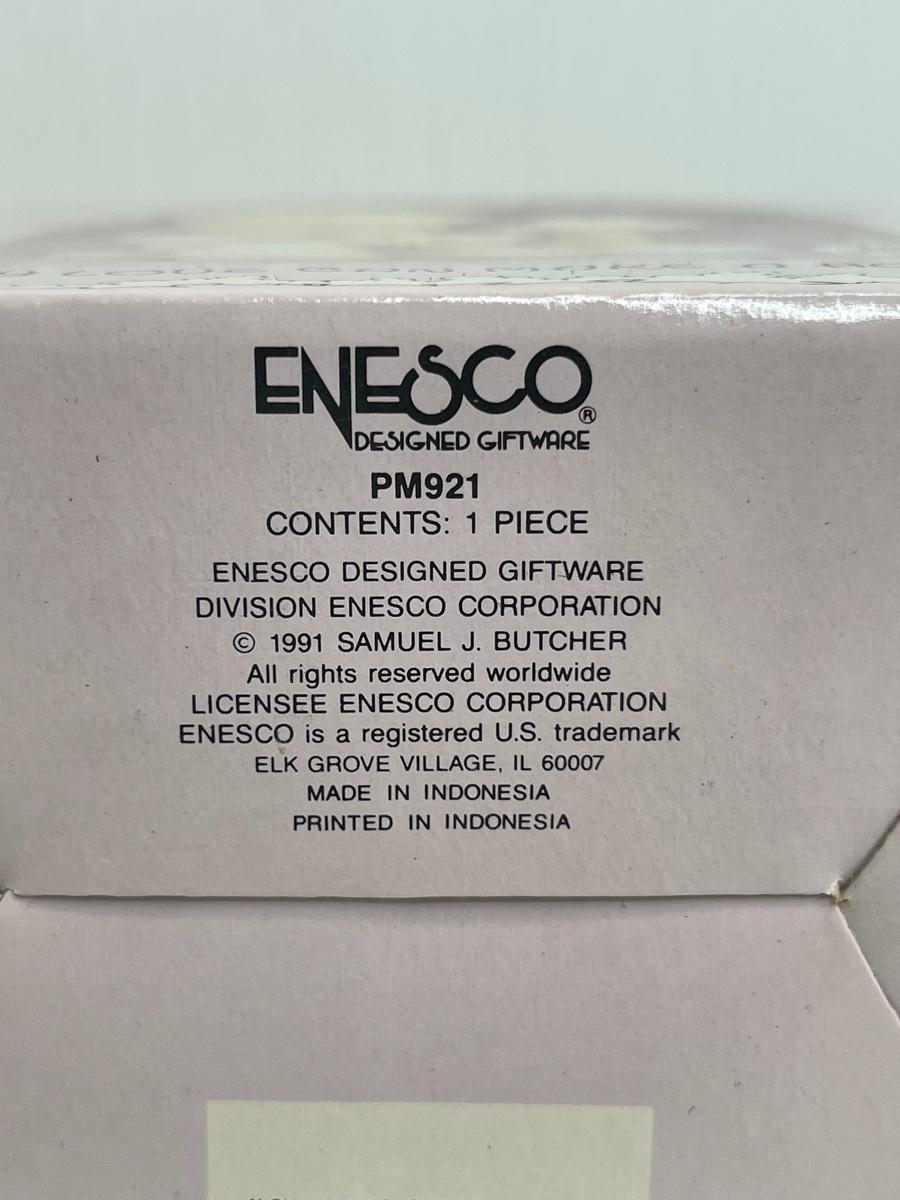 ENESCO®
DESIGNED GIFTWARE
PM921
CONTENTS: 1 PIECE
ENESCO DESIGNED GIFTWARE
DIVISION ENESCO CORPORATION
© 1991 SAMUEL J. BUTCHER
All rights reserved worldwide
LICENSEE ENESCO CORPORATION
ENESCO is a registered U.S. trademark
ELK GROVE VILLAGE, IL 60007
MADE IN INDONESIA
PRINTED IN INDONESIA